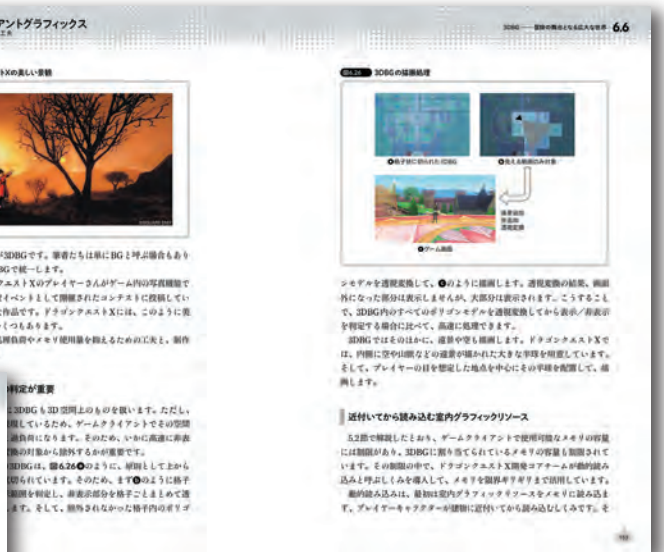 アントグラフィックス
工夫
トXの美しい景観
が3DBGです。筆者たちは単にBGと呼ぶ場合もあり
BGで統一します。
クエストXのプレイヤーさんがゲーム内の写真機能で
式イベントとして開催されたコンテストに投稿してい
た作品です。ドラゴンクエストXには、このように美
くつもあります。
処理負荷やメモリ使用量を抑えるための工夫と、制作
の判定が重要
に3DBGも3D空間上のものを扱います。ただし、
用しているため、ゲームクライアントでその空間
過負荷になります。そのため、いかに高速に非表
換の対象から除外するかが重要です。
3DBGは、図6.26❹のように、原則として上から
切られています。そのため、まず❺のように格子
範囲を判定し、非表示部分を格子ごとまとめて透
ます。そして、除外されなかった格子内のポリゴ
3DBG——冒険の舞台となる広大な世界 6.6
図6.26 3DBGの描画処理
格子状に切られた3DBG
見える範囲のみ対象
座標変換
透視変換
ゲーム画面
ンモデルを透視変換して、のように描画します。透視変換の結果、画面
外になった部分は表示しませんが、大部分は表示されます。こうすること
で、3DBG内のすべてのポリゴンモデルを透視変換してから表示/非表示
を判定する場合に比べて、高速に処理できます。
3DBGではそのほかに、遠景や空も描画します。ドラゴンクエストXで
は、内側に空や山脈などの遠景が描かれた大きな半球を用意しています。
そして、プレイヤーの目を想定した地点を中心にその半球を配置して、描
画します。
近付いてから読み込む室内グラフィックリソース
5.2節で解説したとおり、ゲームクライアントで使用可能なメモリの容量
には制限があり、3DBGに割り当てられているメモリの容量も制限されて
います。その制限の中で、ドラゴンクエストX開発コアチームが動的読み
込みと呼ぶしくみを導入して、メモリを限界ギリギリまで活用しています。
動的読み込みは、最初は室内グラフィックリソースをメモリに読み込ま
ず、プレイヤーキャラクターが建物に近付いてから読み込むしくみです。そ